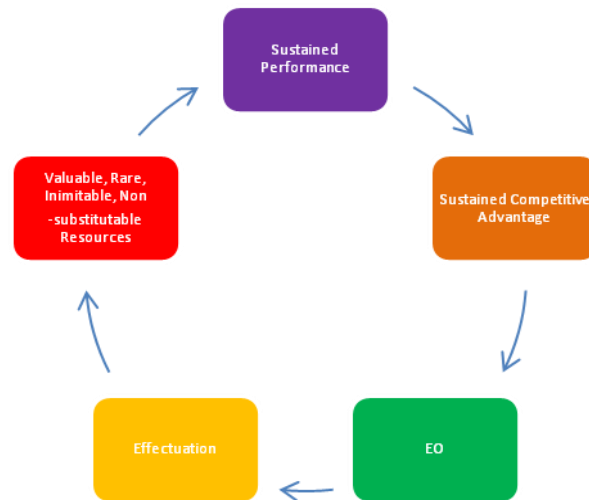 Sustained
Performance
Valuable, Rare,
Inimitable, Non
-substitutable
Resources
Sustained Competitive
Advantage
Effectuation
EO